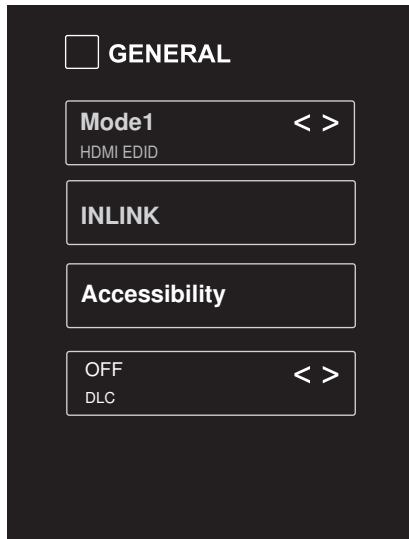 GENERAL
Mode1 < >
HDMI EDID
INLINK
Accessibility
OFF < >
DLC